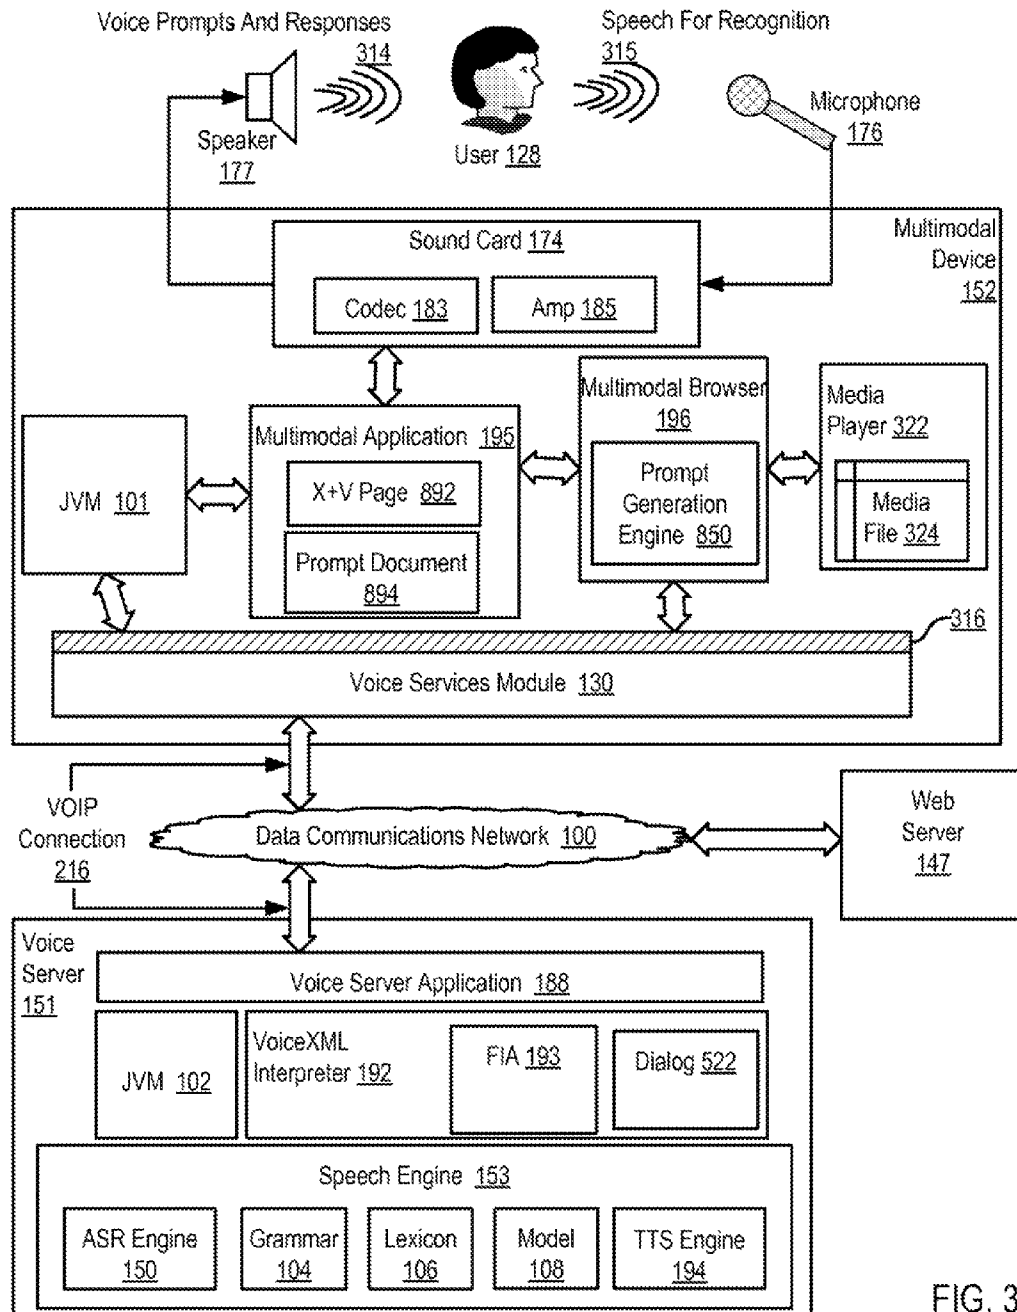 Voice Prompts And Responses
314
Speech For Recognition
315
Speaker
177
User 128
Microphone
176
Multimodal
Device
152
Sound Card 174
Codec 183
Amp 185
JVM 101
Multimodal Application 195
X+V Page 892
Prompt Document
894
Multimodal Browser
196
Prompt
Generation
Engine 850
Media
Player 322
Media
File 324
316
Voice Services Module 130
VOIP
Connection
216
Data Communications Network 100
Web
Server
147
Voice
Server
151
Voice Server Application 188
JVM 102
VoiceXML
Interpreter 192
FIA 193
Dialog 522
Speech Engine 153
ASR Engine
150
Grammar
104
Lexicon
106
Model
108
TTS Engine
194
FIG. 3